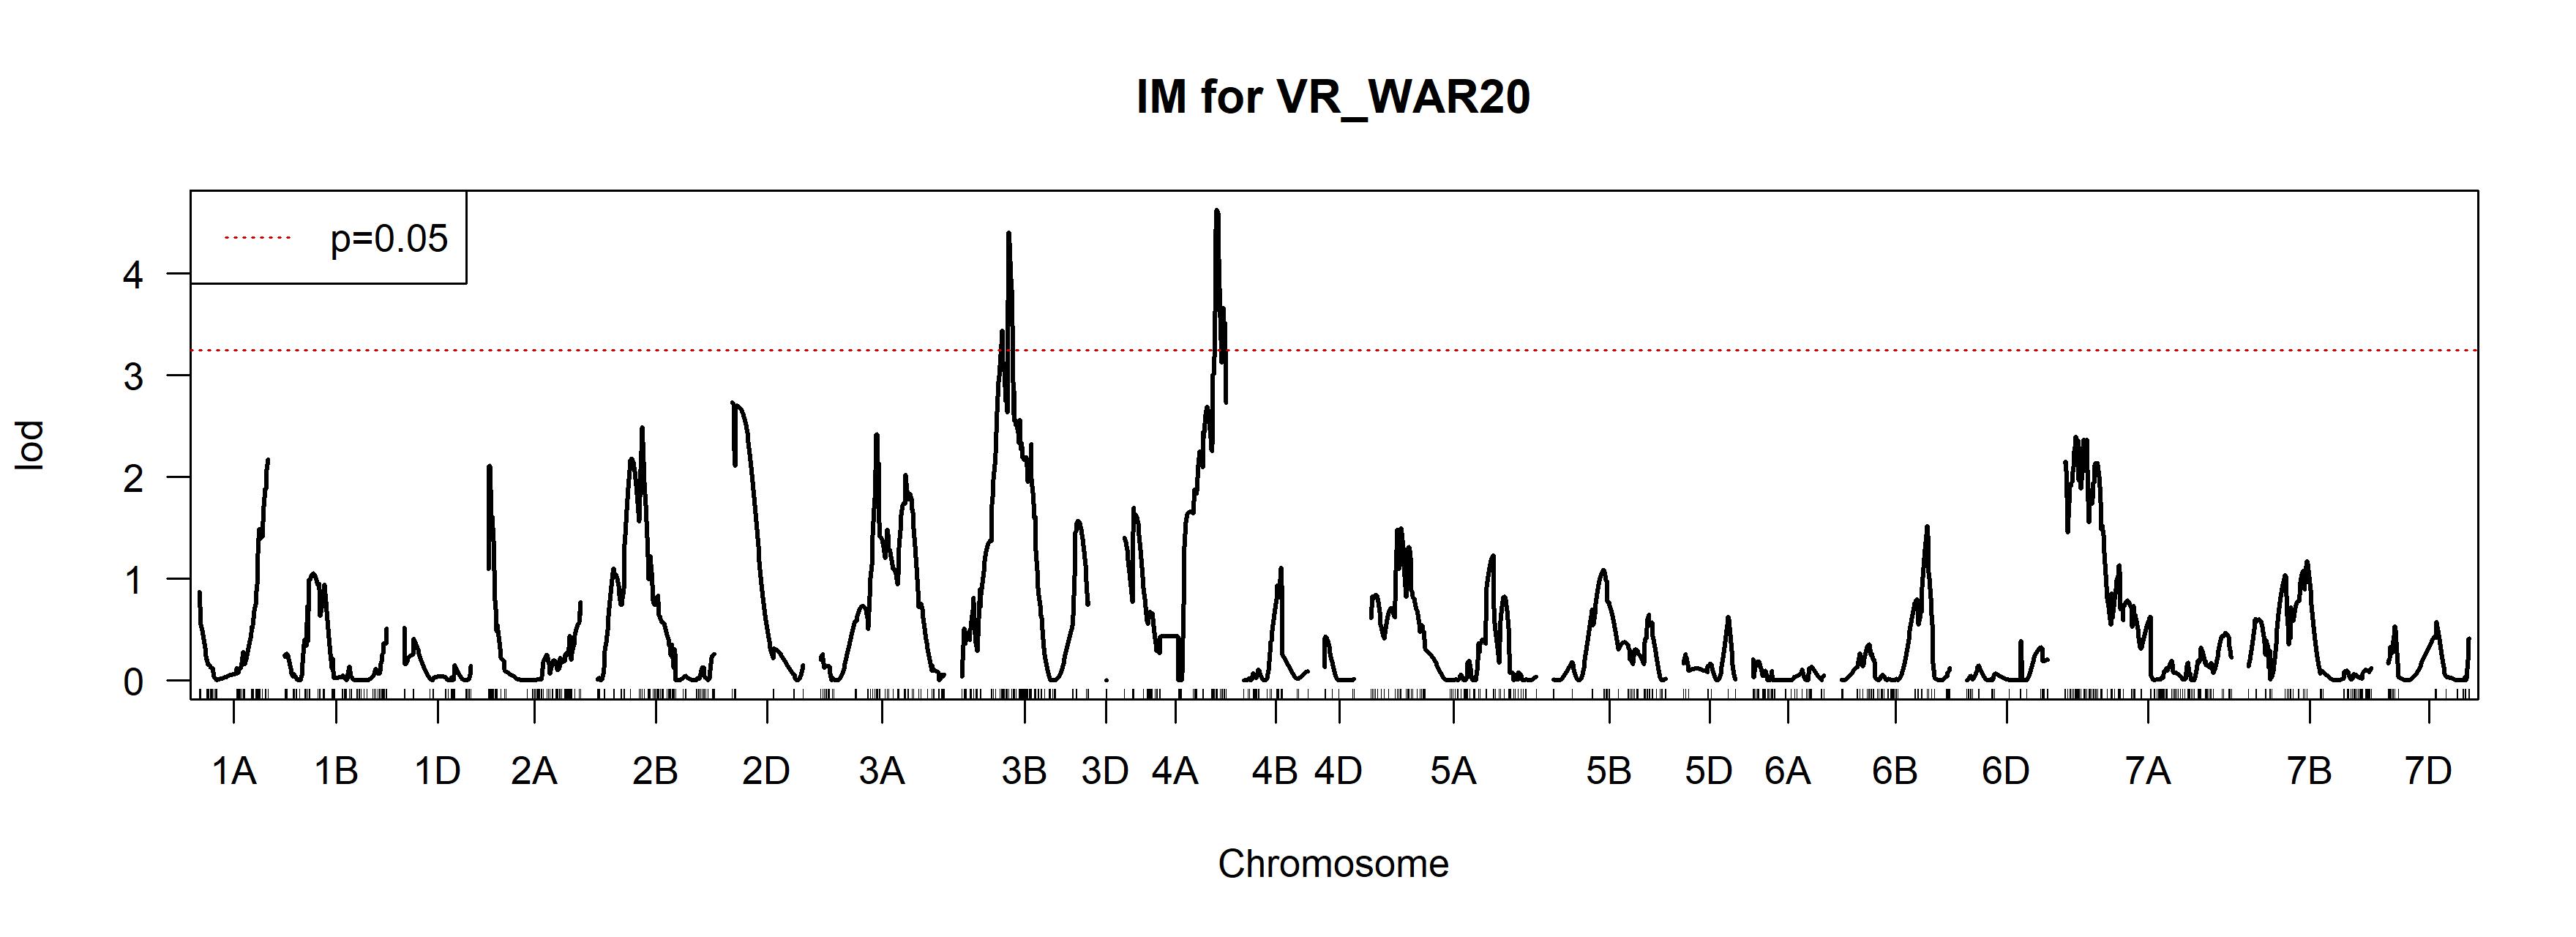 IM for VR_WAR20
p=0.05
4
3
2
1
0
lod
1A 1B 1D 2A 2B 2D 3A 3B 3D 4A 4B 4D 5A 5B 5D 6A 6B 6D 7A 7B 7D
Chromosome